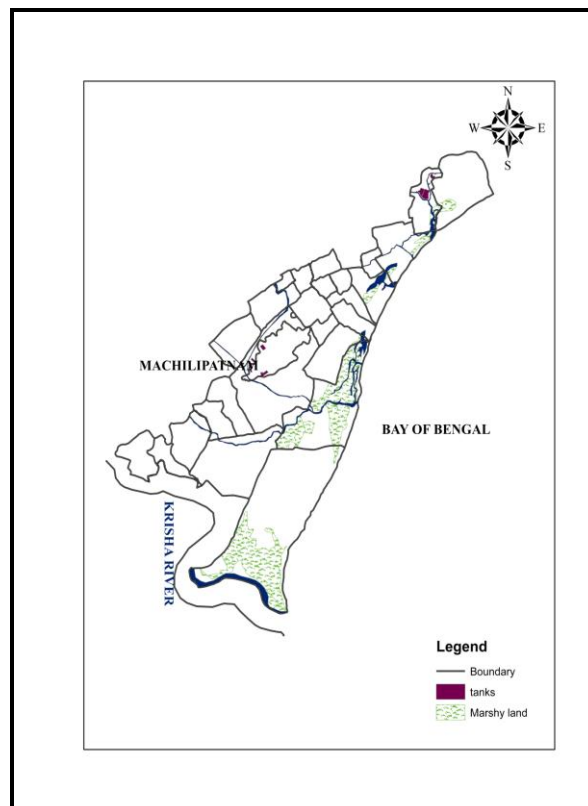 N
W E
S
MACHILIPATNAM
BAY OF BENGAL
KRISHA RIVER
Legend
Boundary
tanks
Marshy land